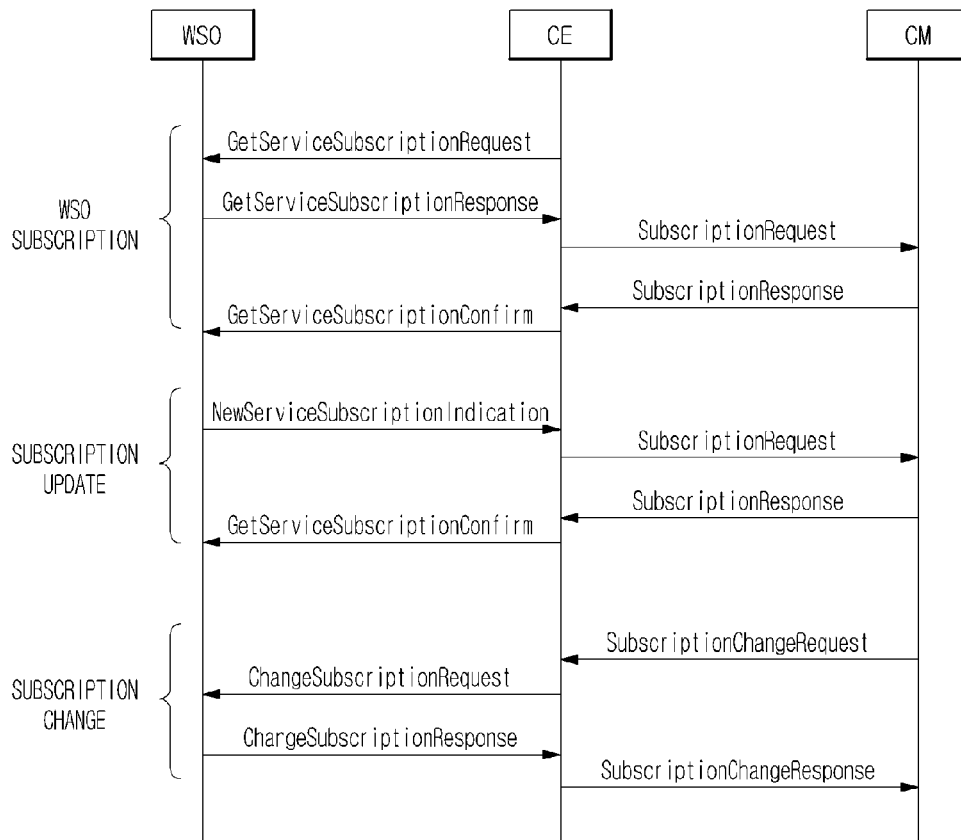 WSO
CE
CM
GetServiceSubscriptionRequest
GetServiceSubscriptionResponse
WSO
SUBSCRIPTION
SubscriptionRequest
SubscriptionResponse
GetServiceSubscriptionConfirm
NewServiceSubscriptionIndication
SUBSCRIPTION
UPDATE
SubscriptionRequest
SubscriptionResponse
GetServiceSubscriptionConfirm
SubscriptionChangeRequest
ChangeSubscriptionRequest
SUBSCRIPTION
CHANGE
ChargeSubscriptionResponse
SubscriptionChangeResponse